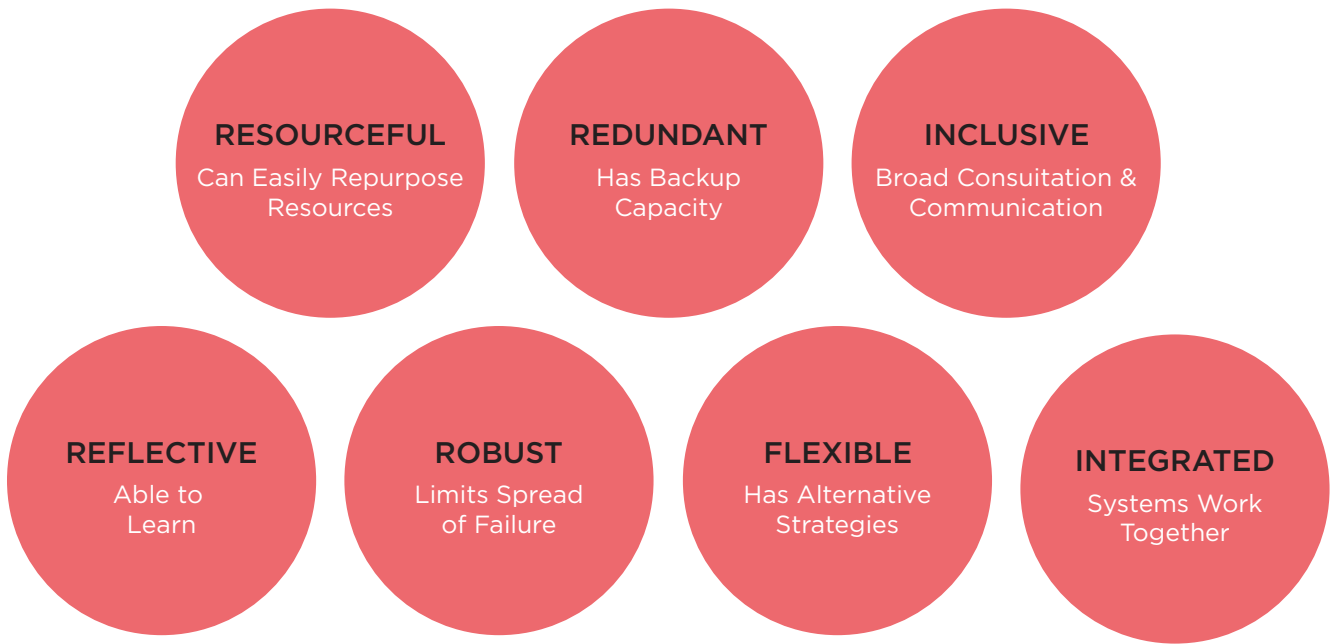 RESOURCEFUL
Can Easily Repurpose
Resources
REDUNDANT
Has Backup
Capacity
INCLUSIVE
Broad Consuitation &
Communication
REFLECTIVE
Able to
Learn
ROBUST
Limits Spread
of Failure
FLEXIBLE
Has Alternative
Strategies
INTEGRATED
Systems Work
Together